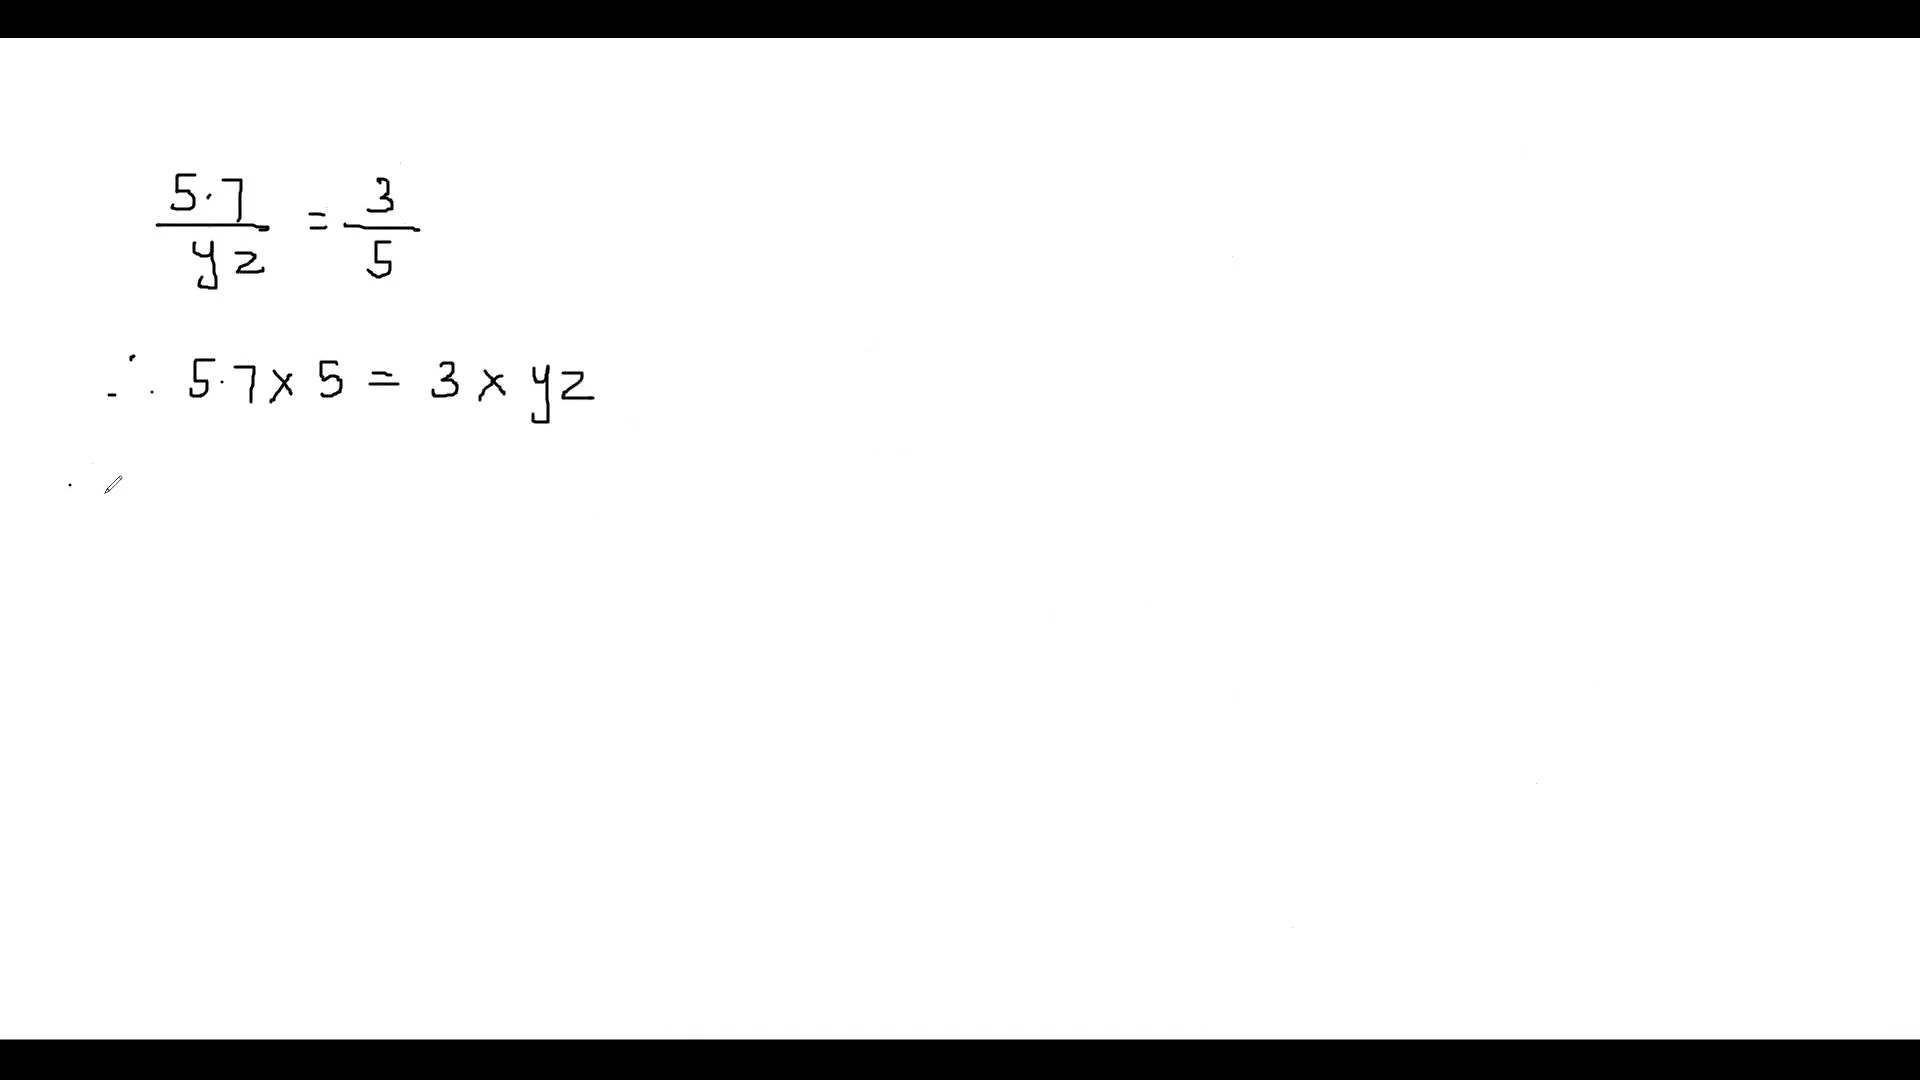 5.7/yz = 3/5
∴ 5.7 x 5 = 3 x yz